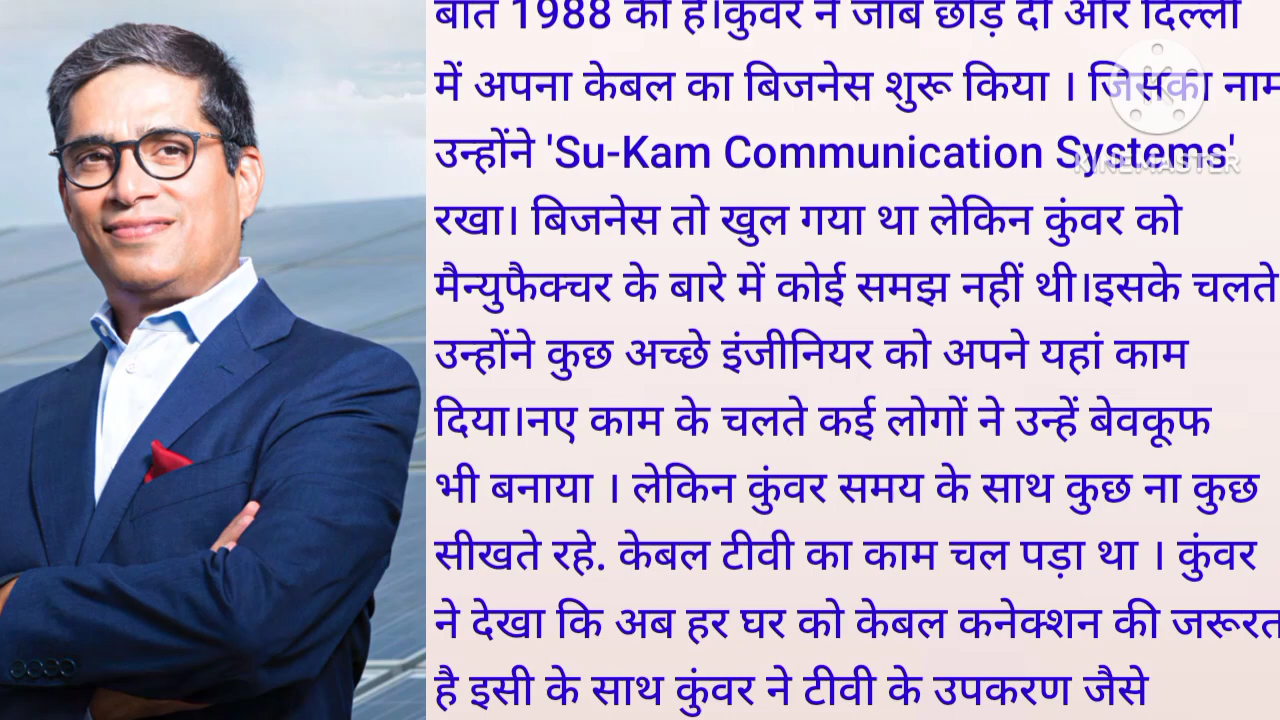 बात 1988 की है।कुंवर ने जॉब छोड़ दी और दिल्ली
में अपना केबल का बिजनेस शुरू किया । जिसका नाम
उन्होंने 'Su-Kam Communication Systems'
रखा। बिजनेस तो खुल गया था लेकिन कुंवर को
मैन्युफैक्चर के बारे में कोई समझ नहीं थी।इसके चलते
उन्होंने कुछ अच्छे इंजीनियर को अपने यहां काम
दिया।नए काम के चलते कई लोगों ने उन्हें बेवकूफ
भी बनाया । लेकिन कुंवर समय के साथ कुछ ना कुछ
सीखते रहे. केबल टीवी का काम चल पड़ा था । कुंवर
ने देखा कि अब हर घर को केबल कनेक्शन की जरूरत
है इसी के साथ कुंवर ने टीवी के उपकरण जैसे
K
KINEMASTER